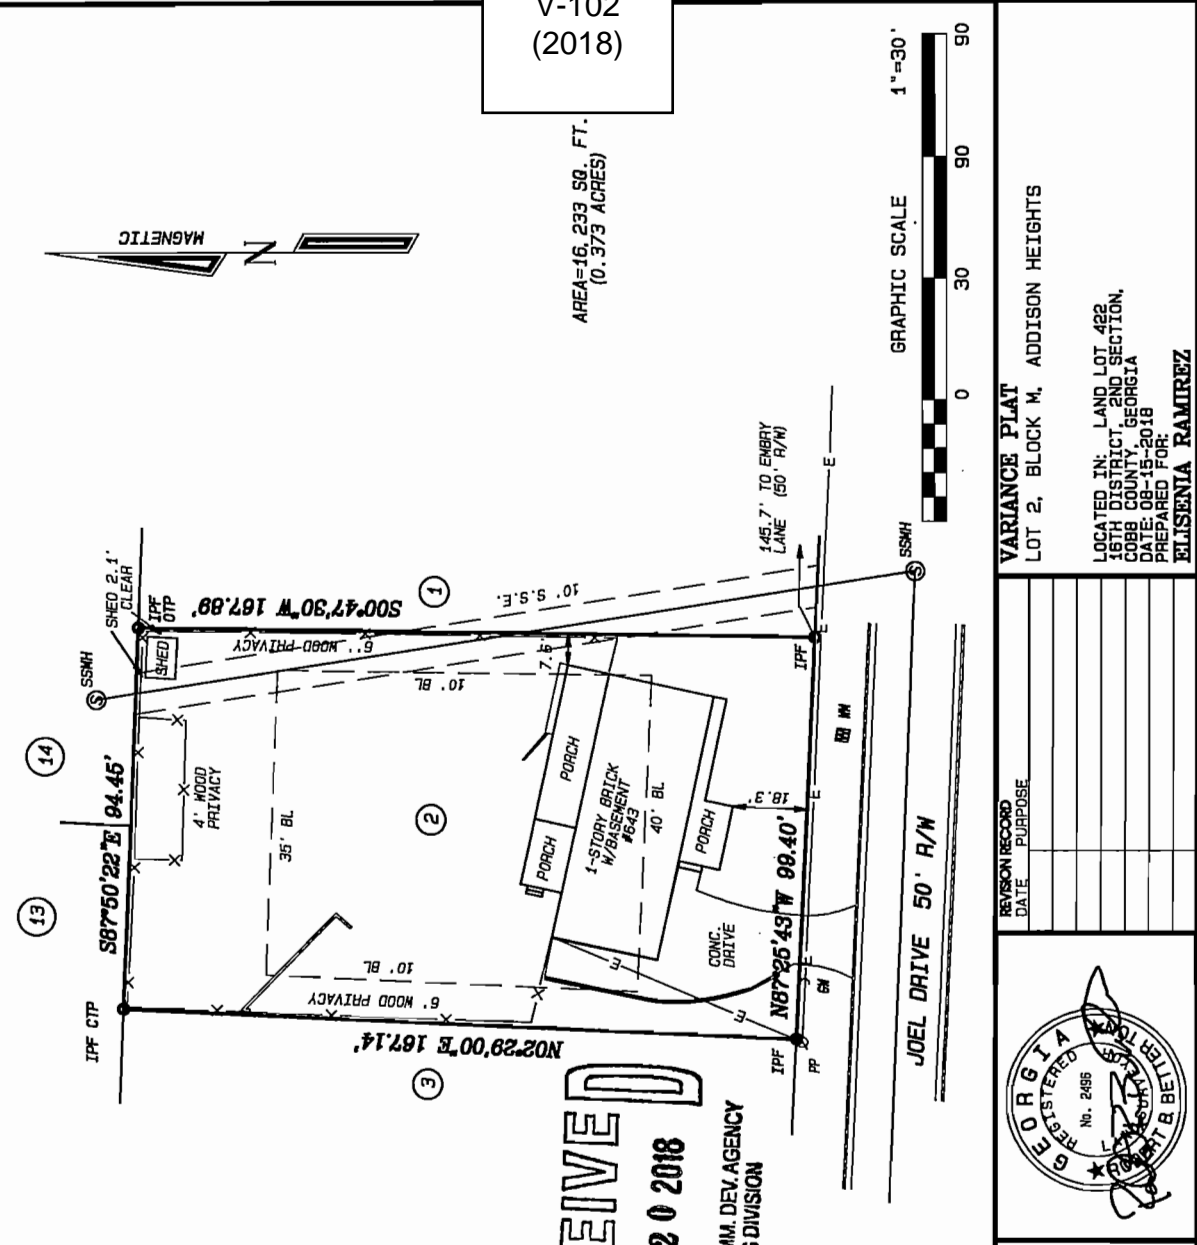 V-102
(2018)
MAGNETIC
N
AREA=16,233 SQ. FT.
(0.373 ACRES)
GRAPHIC SCALE 1"=30'
0 30 90 90
SHED 2.1'
CLEAR
IPF
OTP
SSMH
SHED
S00°47'30"W 167.89'
1
10' S.S.E.
6' WOOD PRIVACY
7.6'
145.7' TO EMBRY
LANE (50' R/W)
SSMH
IPF
14
13
S87°50'22"E 94.45'
4' WOOD
PRIVACY
35' BL
10' BL
2
PORCH
PORCH
1-STORY BRICK
W/BASEMENT
#643
40' BL
PORCH
18.3'
WM
10' BL
6' WOOD PRIVACY
CONC.
DRIVE
E
E
E
E
E
E
N87°25'43"W 99.40'
GW
JOEL DRIVE 50' R/W
IPF CTP
N02°29'00"E 167.14'
3
IPF
PP
EIVED
2 0 2018
MM. DEV. AGENCY
DIVISION
VARIANCE PLAT
LOT 2, BLOCK M, ADDISON HEIGHTS
LOCATED IN: LAND LOT 422
16TH DISTRICT, 2ND SECTION,
COBB COUNTY, GEORGIA
DATE: 08-15-2018
PREPARED FOR:
ELISENIA RAMIREZ
REVISION RECORD
DATE PURPOSE
GEORGIA
REGISTERED
No. 2496
LAND SURVEYOR
ROBERT B. BETTERTON